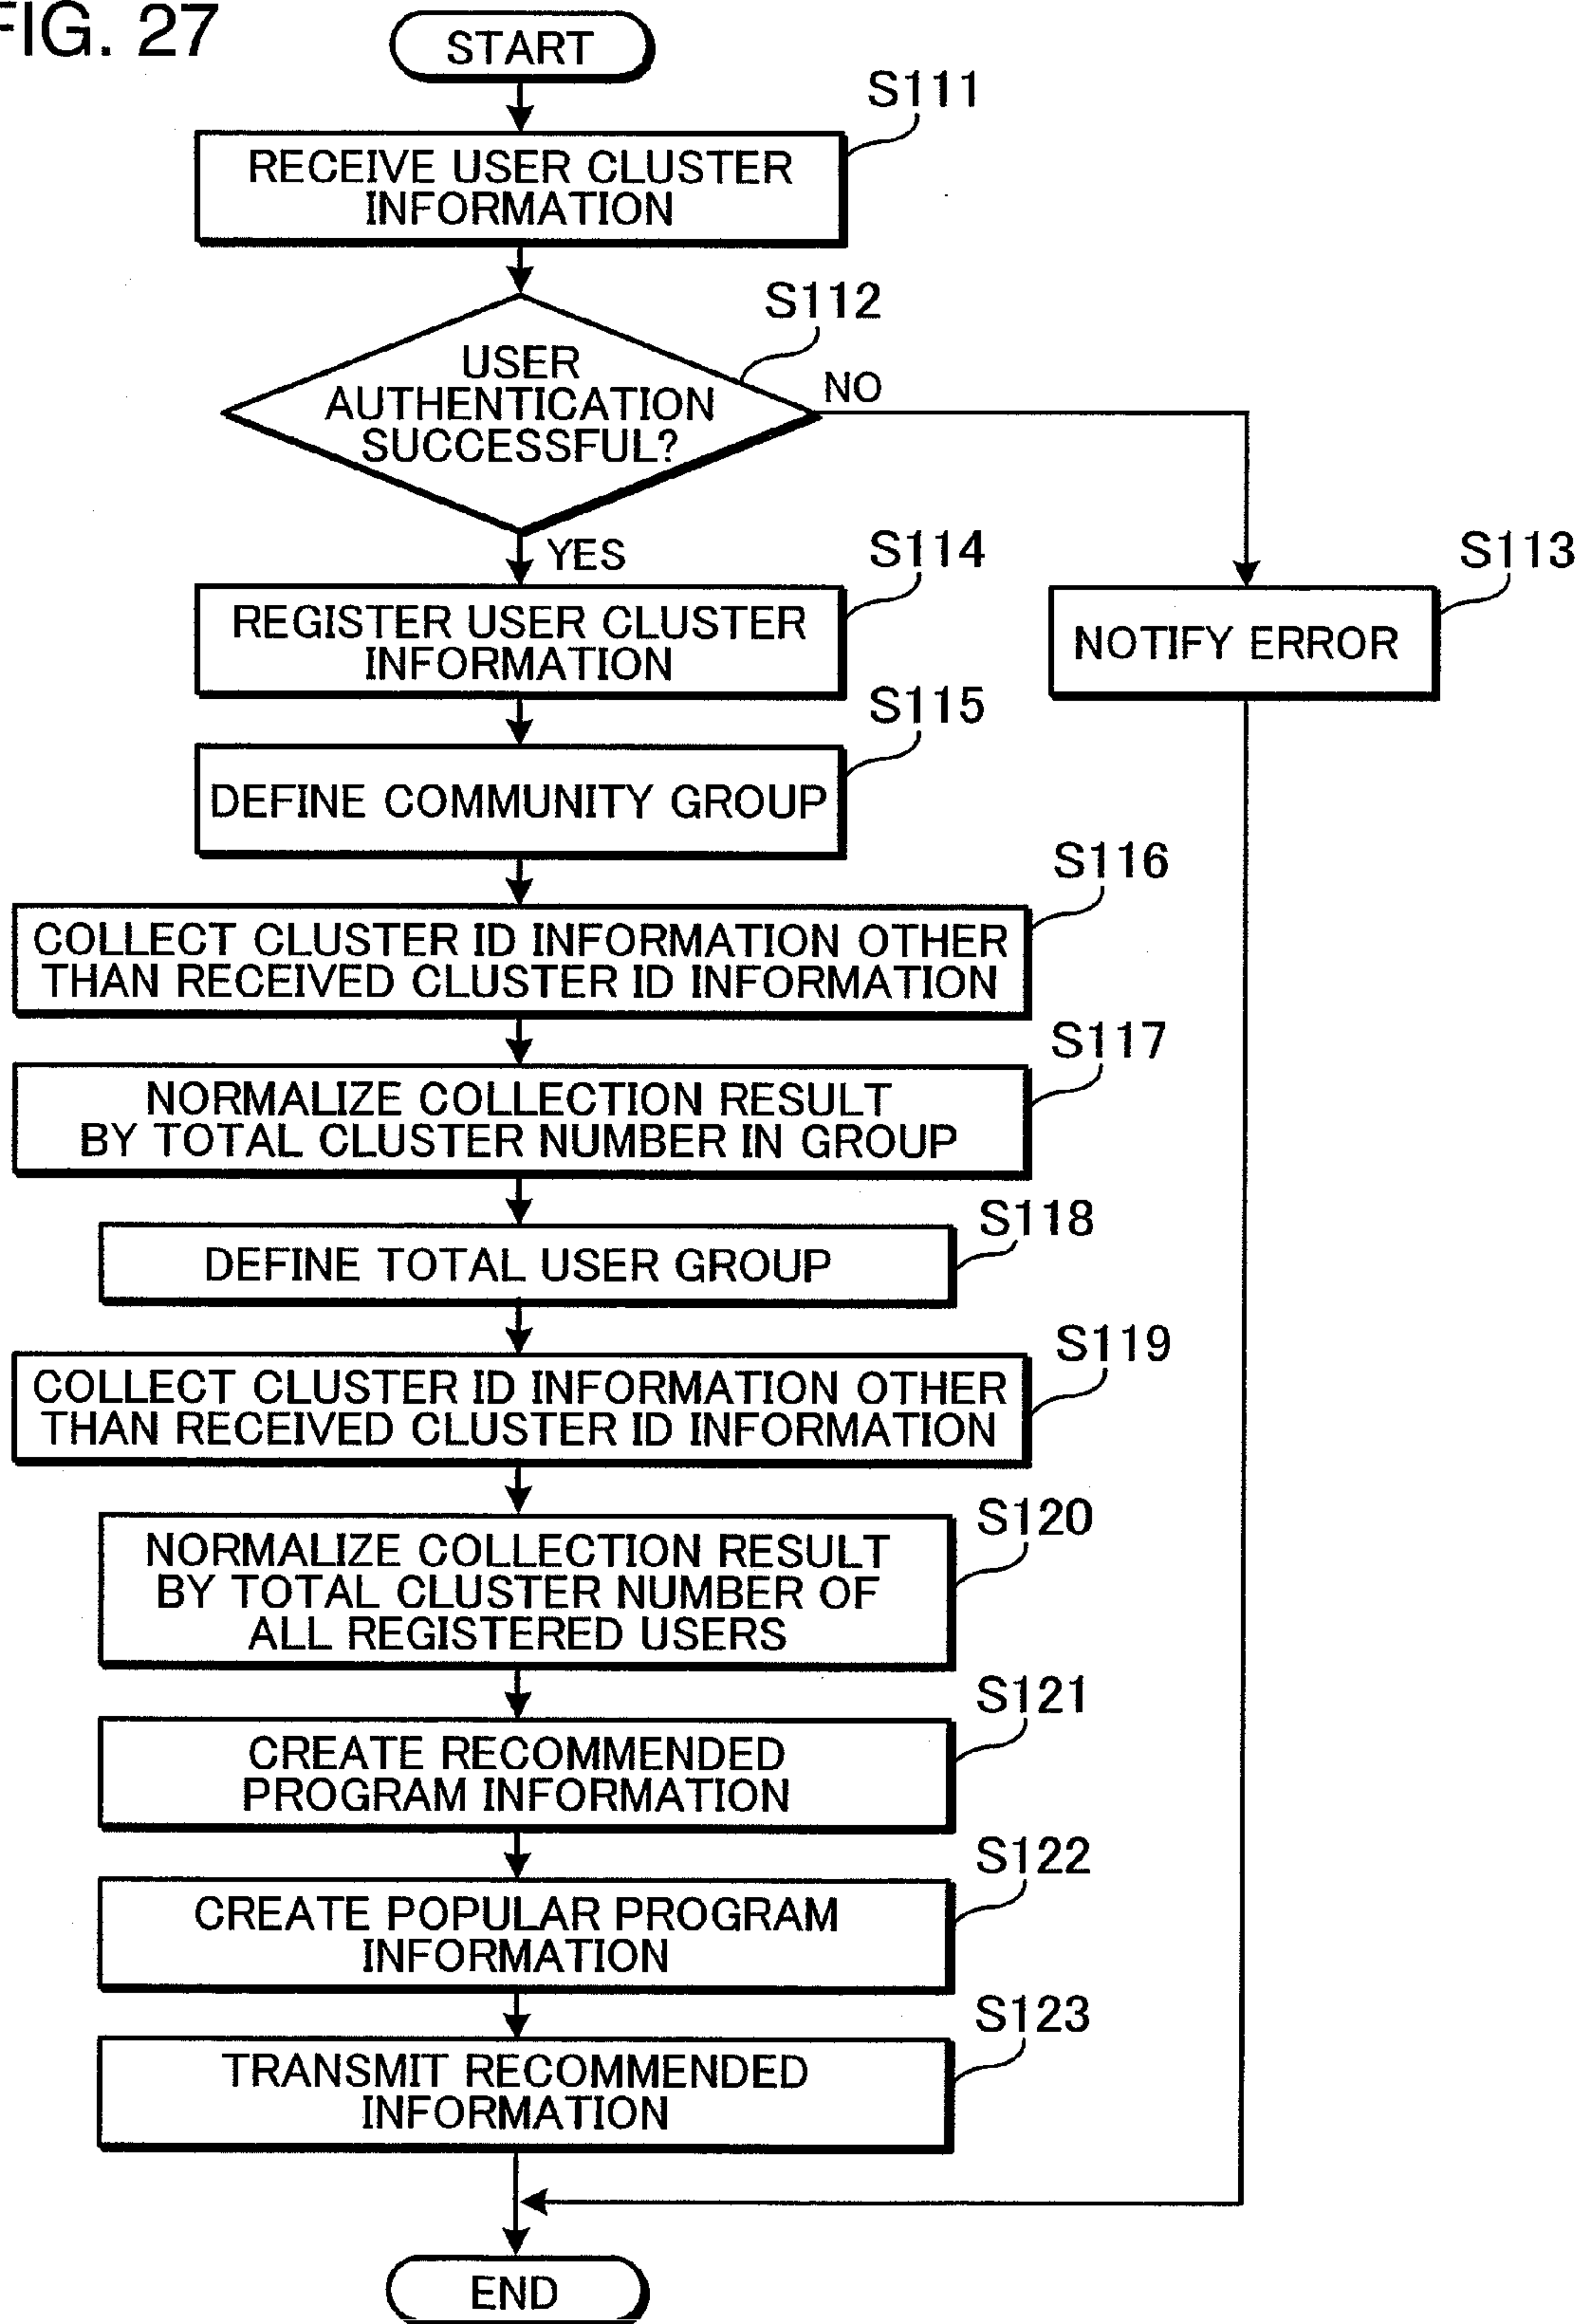 FIG. 27
START
S111
RECEIVE USER CLUSTER
INFORMATION
S112
USER
AUTHENTICATION
SUCCESSFUL?
NO
YES
S114
REGISTER USER CLUSTER
INFORMATION
S113
NOTIFY ERROR
S115
DEFINE COMMUNITY GROUP
S116
COLLECT CLUSTER ID INFORMATION OTHER
THAN RECEIVED CLUSTER ID INFORMATION
S117
NORMALIZE COLLECTION RESULT
BY TOTAL CLUSTER NUMBER IN GROUP
S118
DEFINE TOTAL USER GROUP
S119
COLLECT CLUSTER ID INFORMATION OTHER
THAN RECEIVED CLUSTER ID INFORMATION
S120
NORMALIZE COLLECTION RESULT
BY TOTAL CLUSTER NUMBER OF
ALL REGISTERED USERS
S121
CREATE RECOMMENDED
PROGRAM INFORMATION
S122
CREATE POPULAR PROGRAM
INFORMATION
S123
TRANSMIT RECOMMENDED
INFORMATION
END